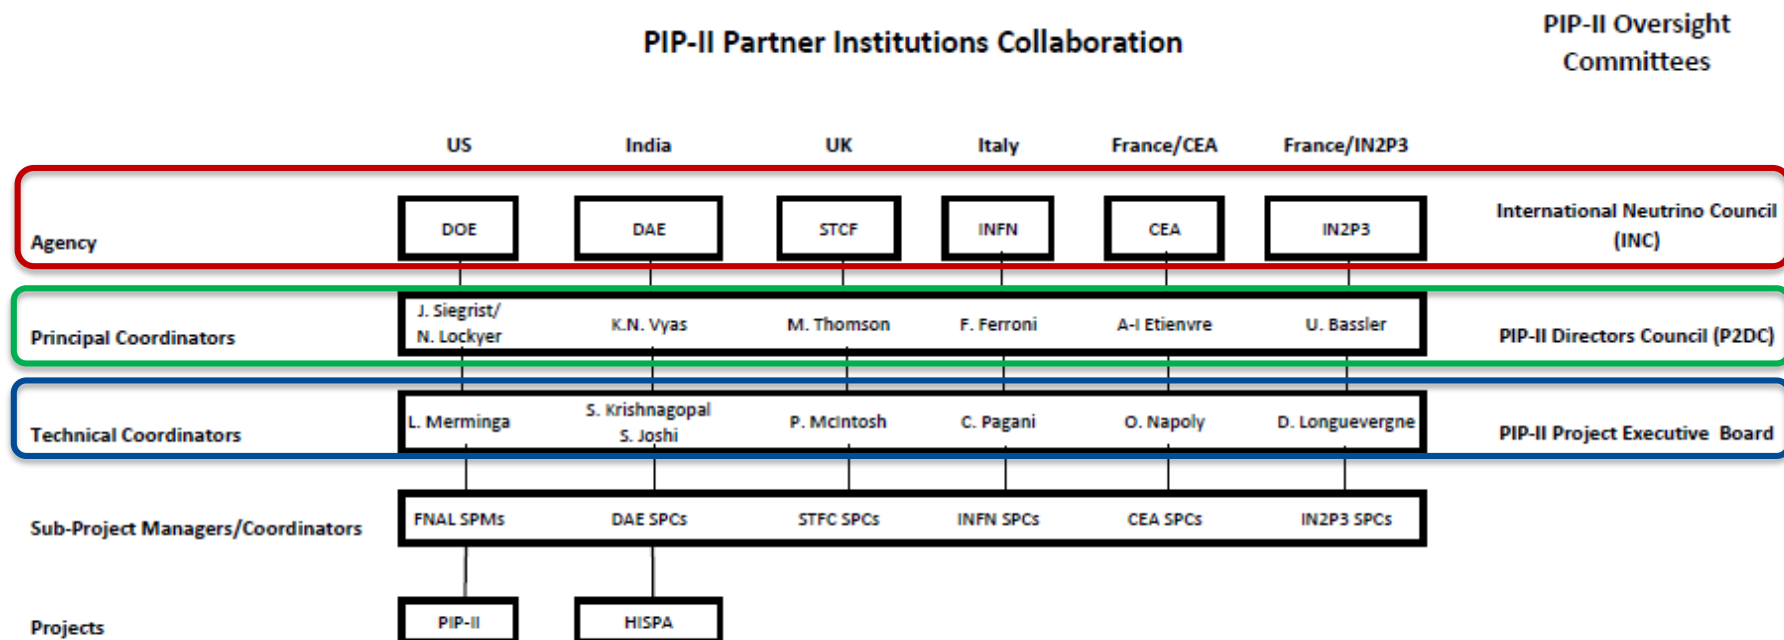 PIP-II Partner Institutions Collaboration
PIP-II Oversight
Committees
US India UK Italy France/CEA France/IN2P3
Agency DOE DAE STCF INFN CEA IN2P3 International Neutrino Council
(INC)
Principal Coordinators J. Siegrist/
N. Lockyer K.N. Vyas M. Thomson F. Ferroni A-I Etienvre U. Bassler PIP-II Directors Council (P2DC)
Technical Coordinators L. Merminga S. Krishnagopal
S. Joshi P. McIntosh C. Pagani O. Napoly D. Longuevergne PIP-II Project Executive Board
Sub-Project Managers/Coordinators FNAL SPMs DAE SPCs STFC SPCs INFN SPCs CEA SPCs IN2P3 SPCs
Projects PIP-II HISPA